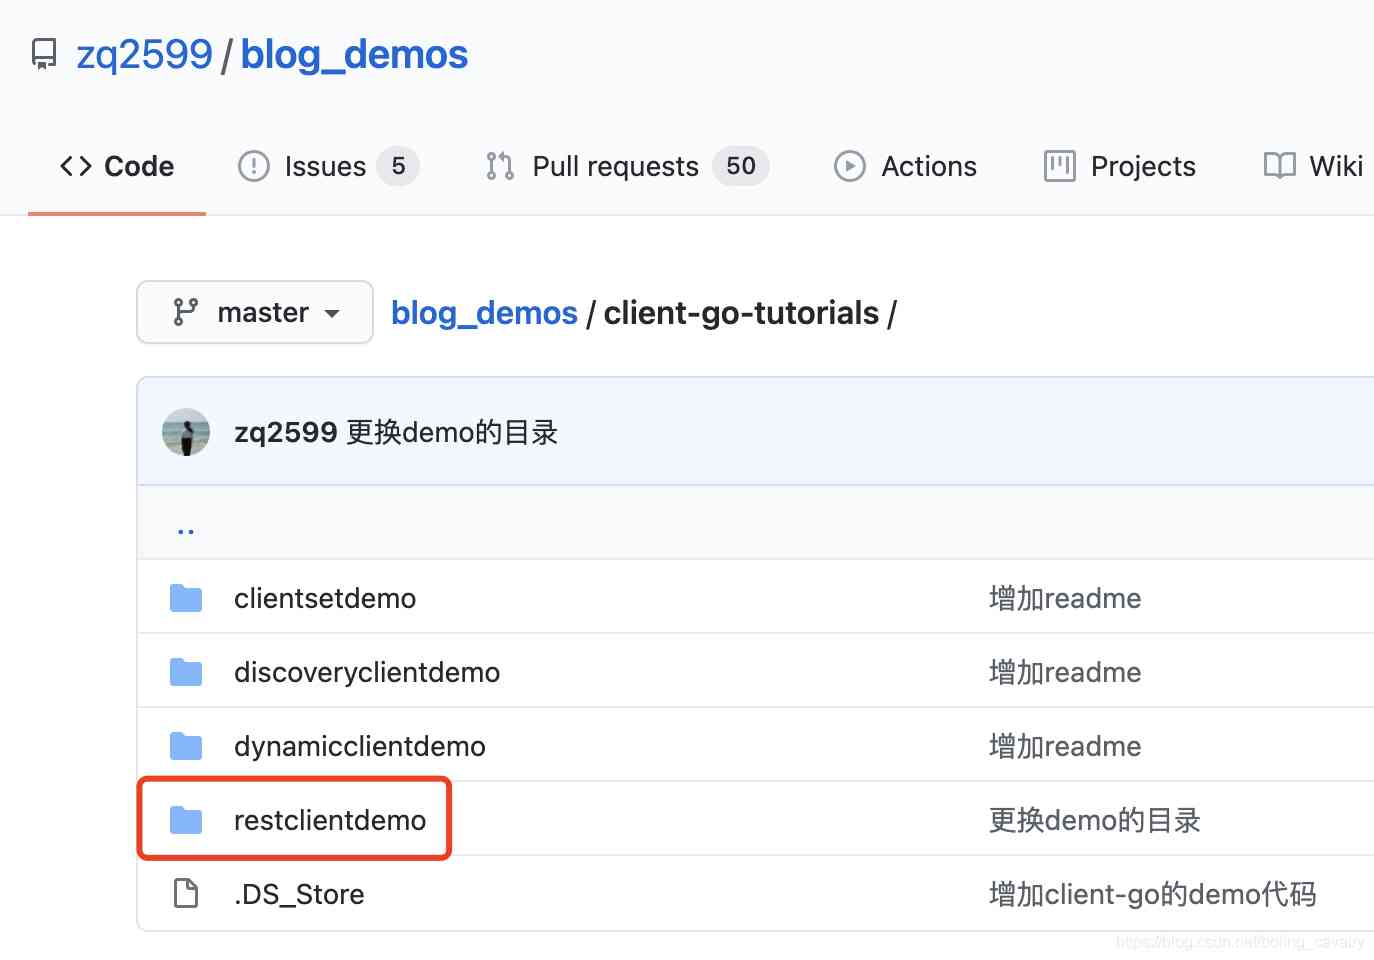 zq2599 / blog_demos
Code Issues 5 Pull requests 50 Actions Projects Wiki
master blog_demos / client-go-tutorials /
zq2599 更换demo的目录
..
clientsetdemo 增加readme
discoveryclientdemo 增加readme
dynamicclientdemo 增加readme
restclientdemo 更换demo的目录
.DS_Store 增加client-go的demo代码
https://blog.csdn.net/boling_cavalry